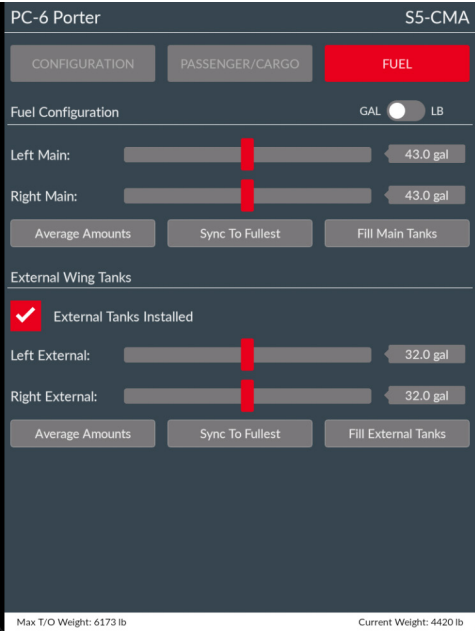 PC-6 Porter S5-CMA
CONFIGURATION PASSENGER/CARGO FUEL
Fuel Configuration GAL LB
Left Main: 43.0 gal
Right Main: 43.0 gal
Average Amounts Sync To Fullest Fill Main Tanks
External Wing Tanks
External Tanks Installed
Left External: 32.0 gal
Right External: 32.0 gal
Average Amounts Sync To Fullest Fill External Tanks
Max T/O Weight: 6173 lb Current Weight: 4420 lb